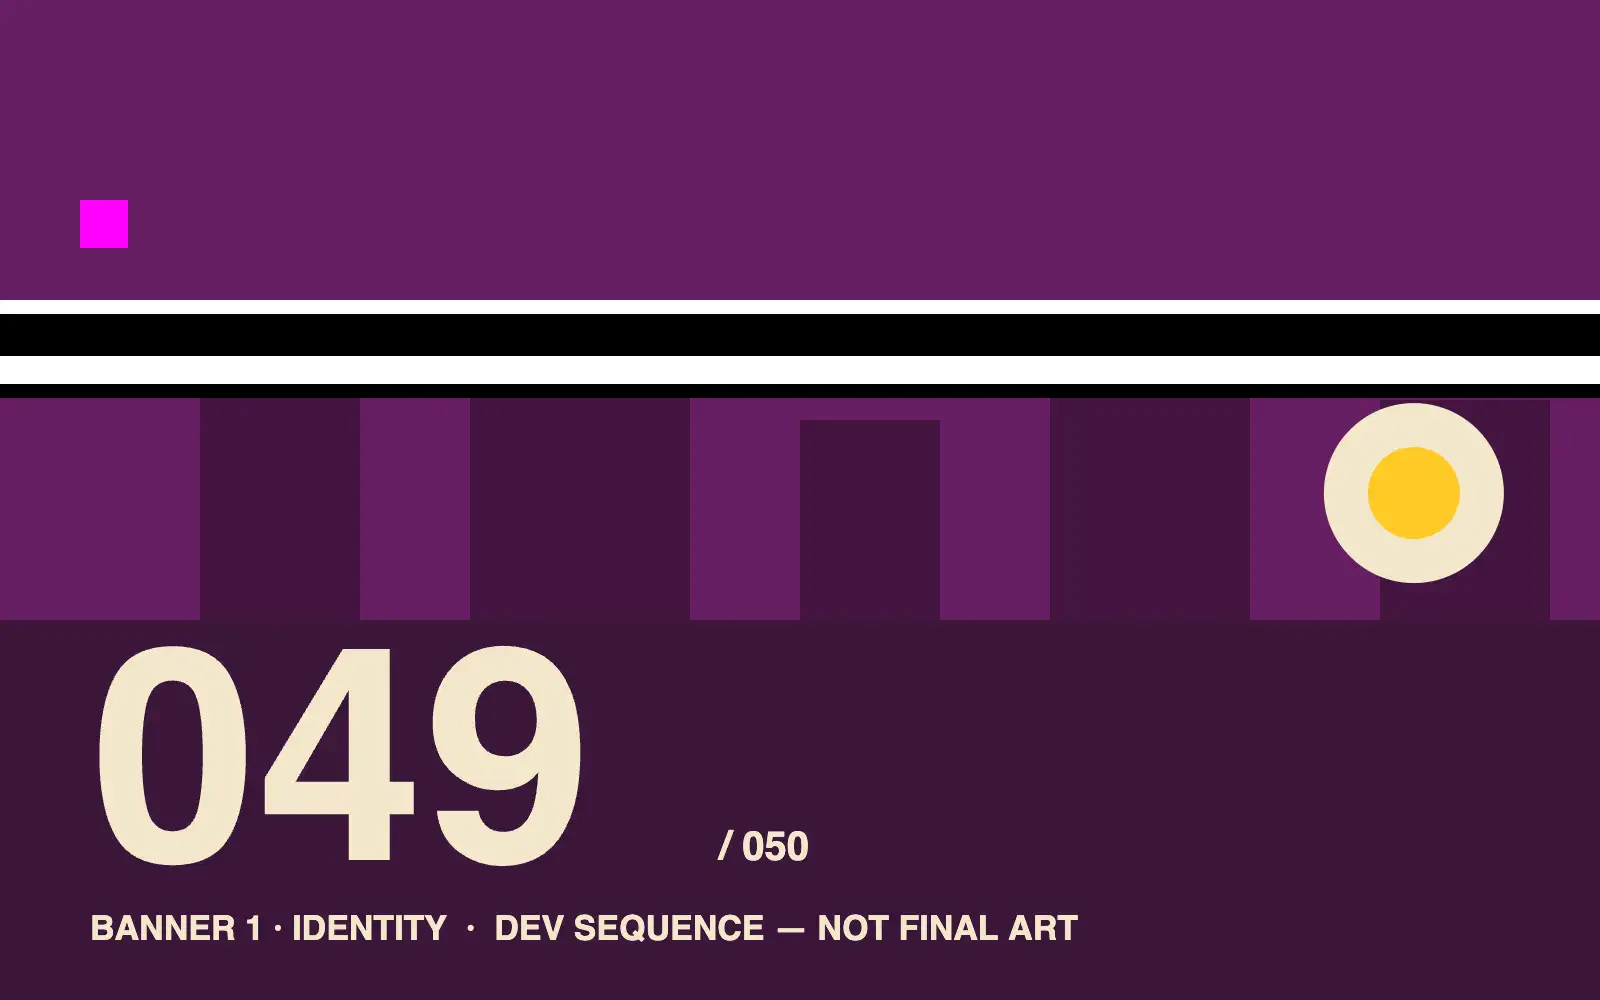 049
/ 050
BANNER 1 · IDENTITY · DEV SEQUENCE — NOT FINAL ART